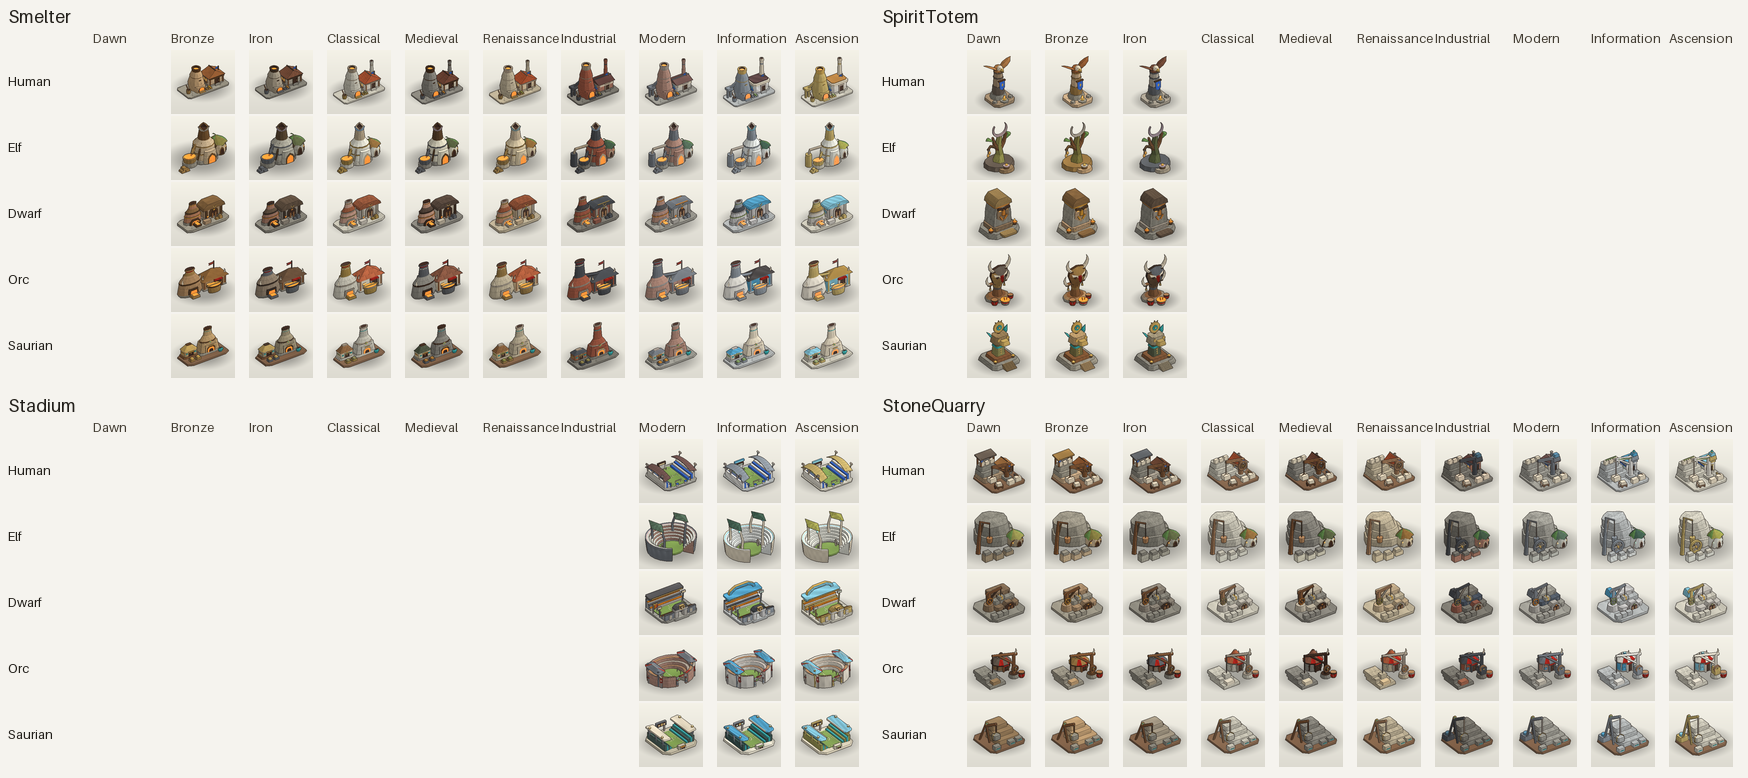 Smelter
Dawn Bronze Iron Classical Medieval Renaissance Industrial Modern Information Ascension
Human
Elf
Dwarf
Orc
Saurian
SpiritTotem
Dawn Bronze Iron Classical Medieval Renaissance Industrial Modern Information Ascension
Human
Elf
Dwarf
Orc
Saurian
Stadium
Dawn Bronze Iron Classical Medieval Renaissance Industrial Modern Information Ascension
Human
Elf
Dwarf
Orc
Saurian
StoneQuarry
Dawn Bronze Iron Classical Medieval Renaissance Industrial Modern Information Ascension
Human
Elf
Dwarf
Orc
Saurian